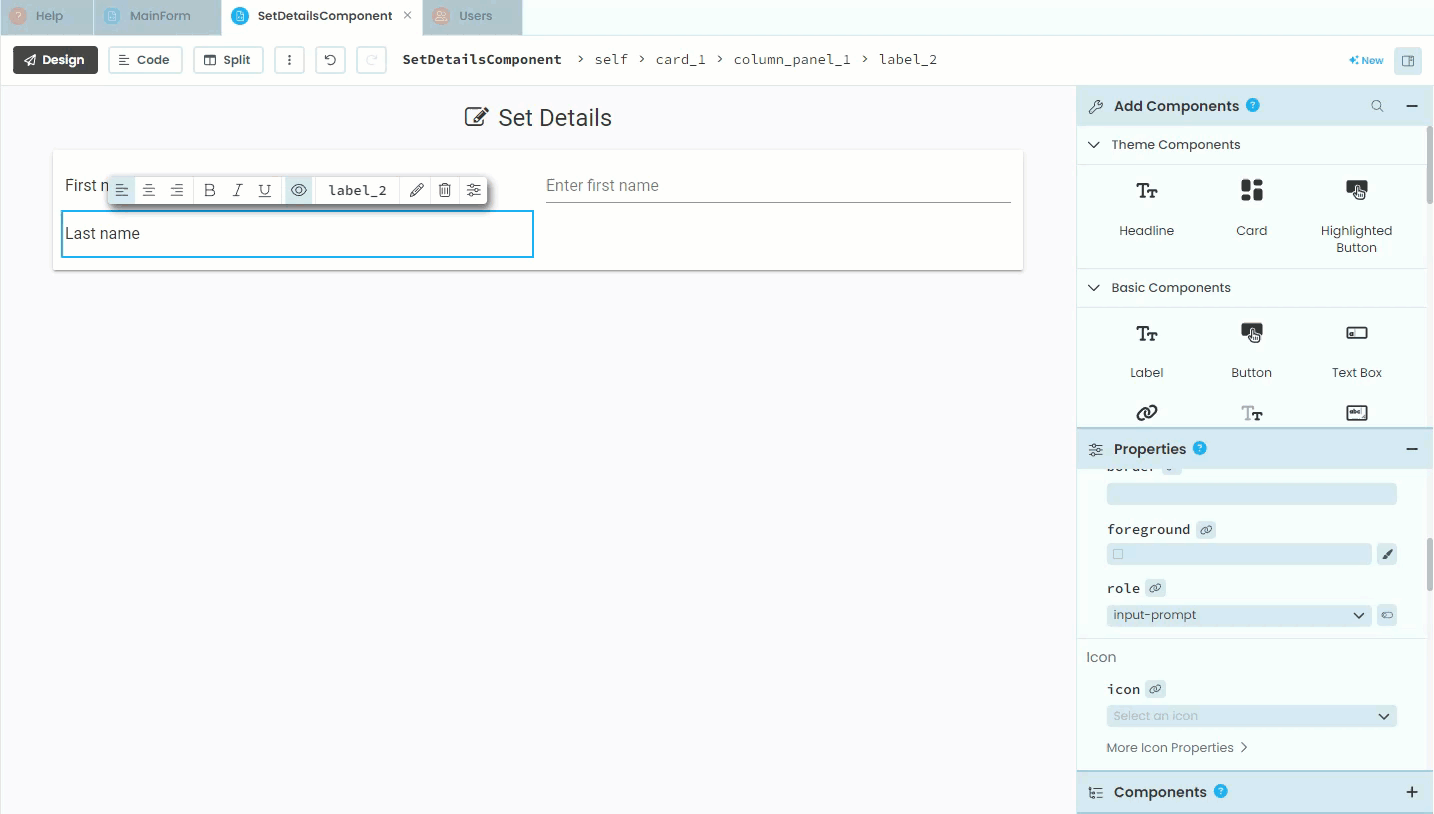 Help
MainForm
SetDetailsComponent
Users
Design
Code
Split
SetDetailsComponent > self > card_1 > column_panel_1 > label_2
New
Set Details
First n
Enter first name
label_2
Last name
Add Components
Theme Components
Headline
Card
Highlighted
Button
Basic Components
Label
Button
Text Box
Properties
border
foreground
role
input-prompt
Icon
icon
Select an icon
More Icon Properties
Components